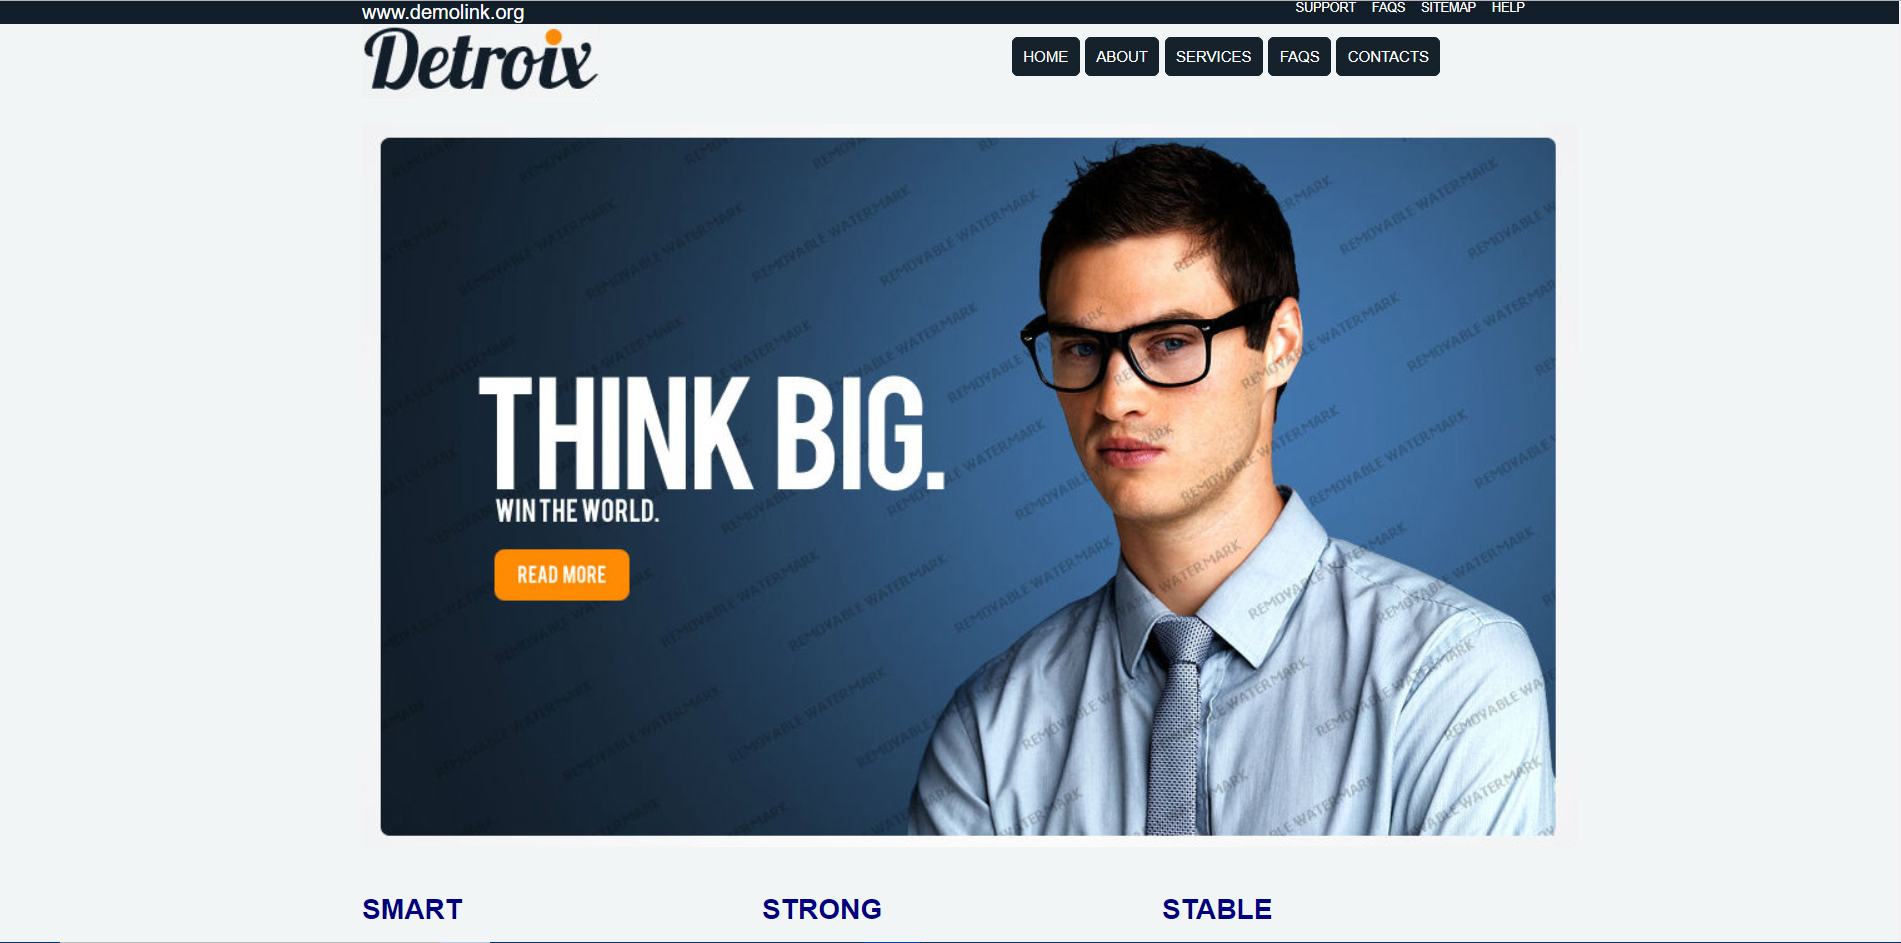 www.demolink.org
SUPPORT FAQS SITEMAP HELP
Detroix
HOME ABOUT SERVICES FAQS CONTACTS
THINK BIG.
WIN THE WORLD.
READ MORE
REMOVABLE WATERMARK
SMART STRONG STABLE